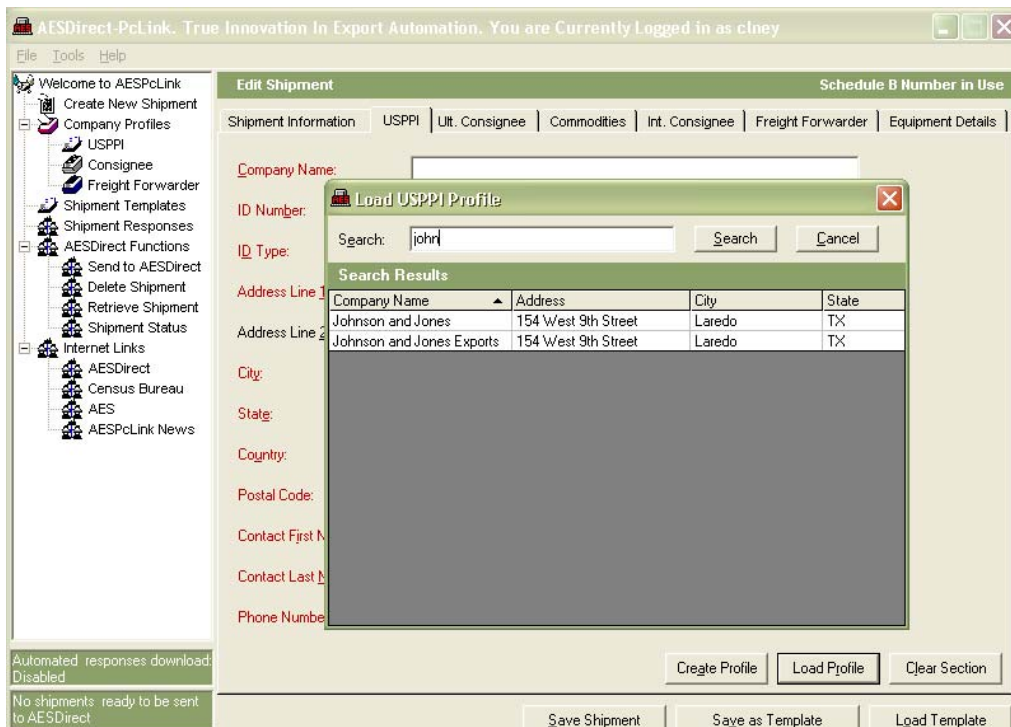 AESDirect-PcLink. True Innovation In Export Automation. You are Currently Logged in as clney
File Tools Help
Welcome to AESPcLink
Create New Shipment
Company Profiles
USPPI
Consignee
Freight Forwarder
Shipment Templates
Shipment Responses
AESDirect Functions
Send to AESDirect
Delete Shipment
Retrieve Shipment
Shipment Status
Internet Links
AESDirect
Census Bureau
AES
AESPcLink News
Automated responses download:
Disabled
No shipments ready to be sent
to AESDirect
Edit Shipment Schedule B Number in Use
Shipment Information USPPI Ult. Consignee Commodities Int. Consignee Freight Forwarder Equipment Details
Company Name:
ID Number:
ID Type:
Address Line 1
Address Line 2
City:
State:
Country:
Postal Code:
Contact First N
Contact Last N
Phone Numbe
Load USPPI Profile
Search: john Search Cancel
Search Results
Company Name Address City State
Johnson and Jones 154 West 9th Street Laredo TX
Johnson and Jones Exports 154 West 9th Street Laredo TX
Create Profile Load Profile Clear Section
Save Shipment Save as Template Load Template